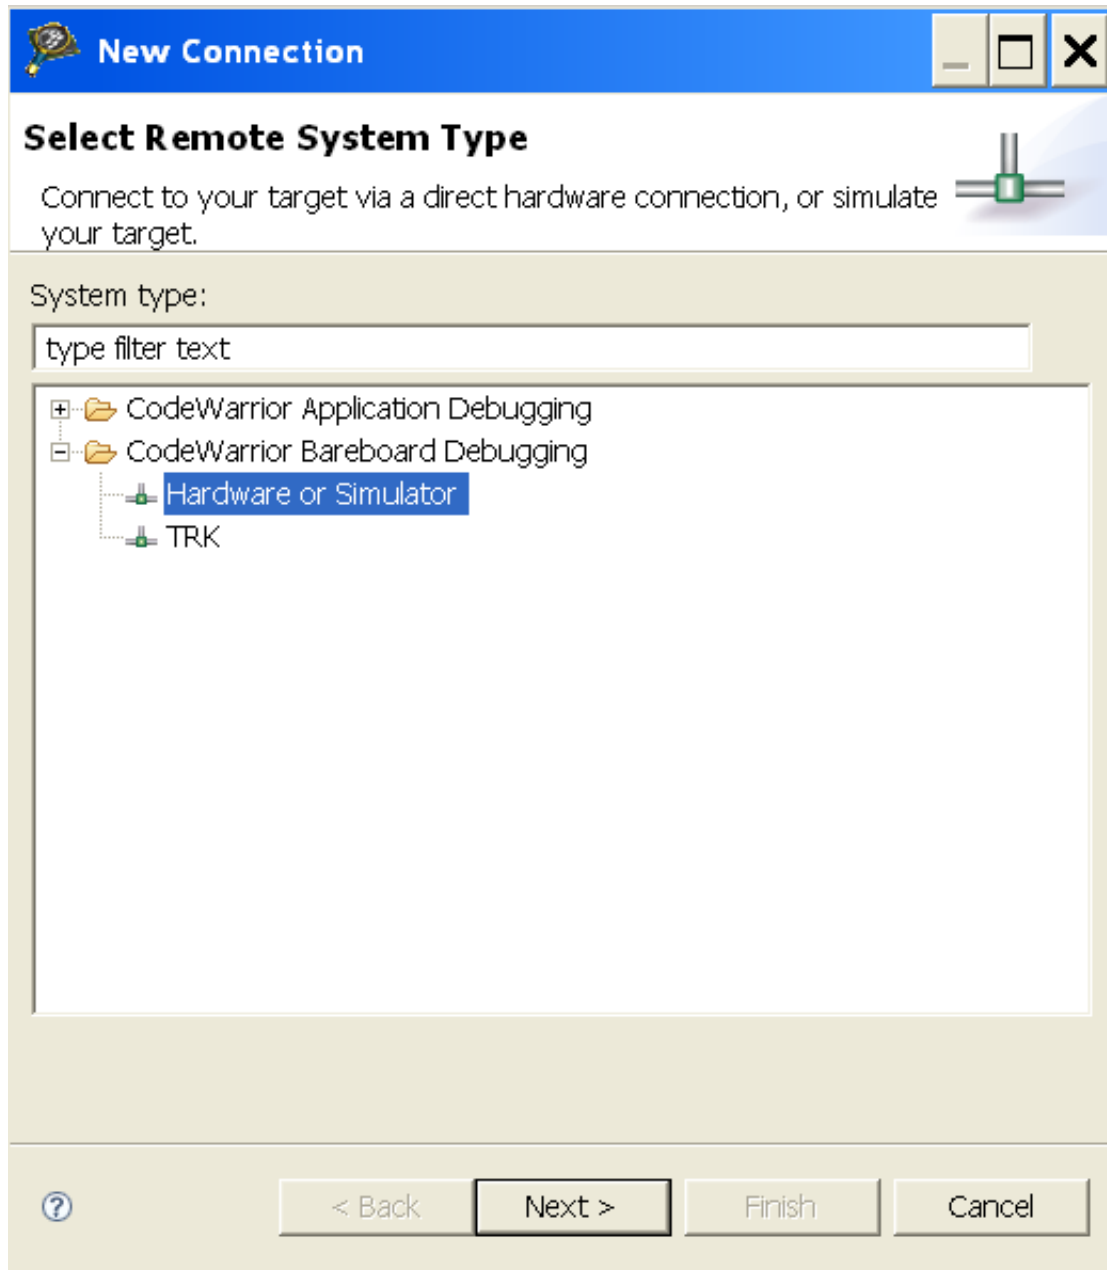 New Connection
Select Remote System Type
Connect to your target via a direct hardware connection, or simulate
your target.
System type:
type filter text
CodeWarrior Application Debugging
CodeWarrior Bareboard Debugging
Hardware or Simulator
TRK
< Back Next > Finish Cancel